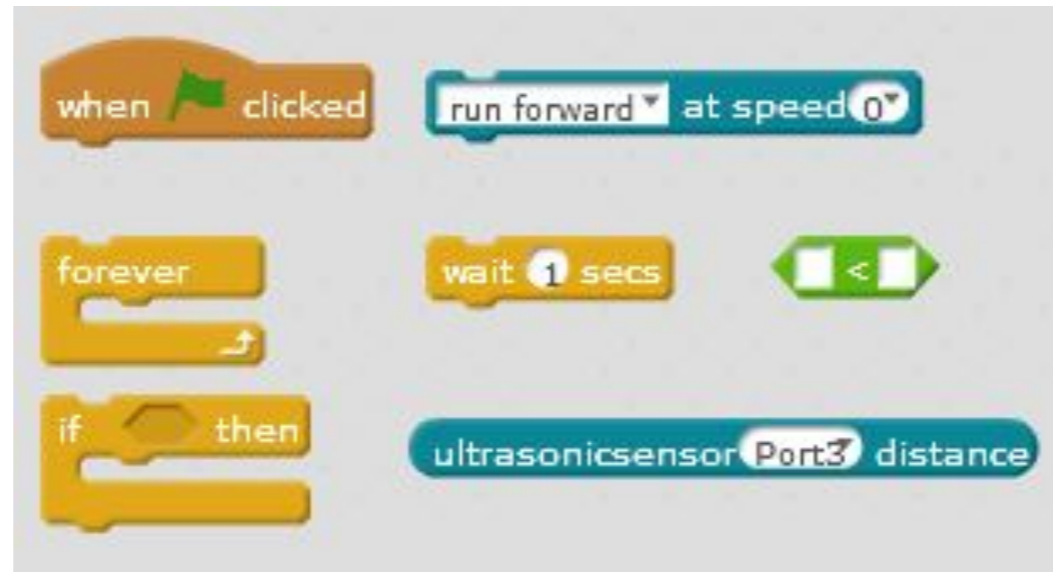 when clicked
run forward at speed 0
forever
wait 1 secs
<
if then
ultrasonicsensor Port3 distance